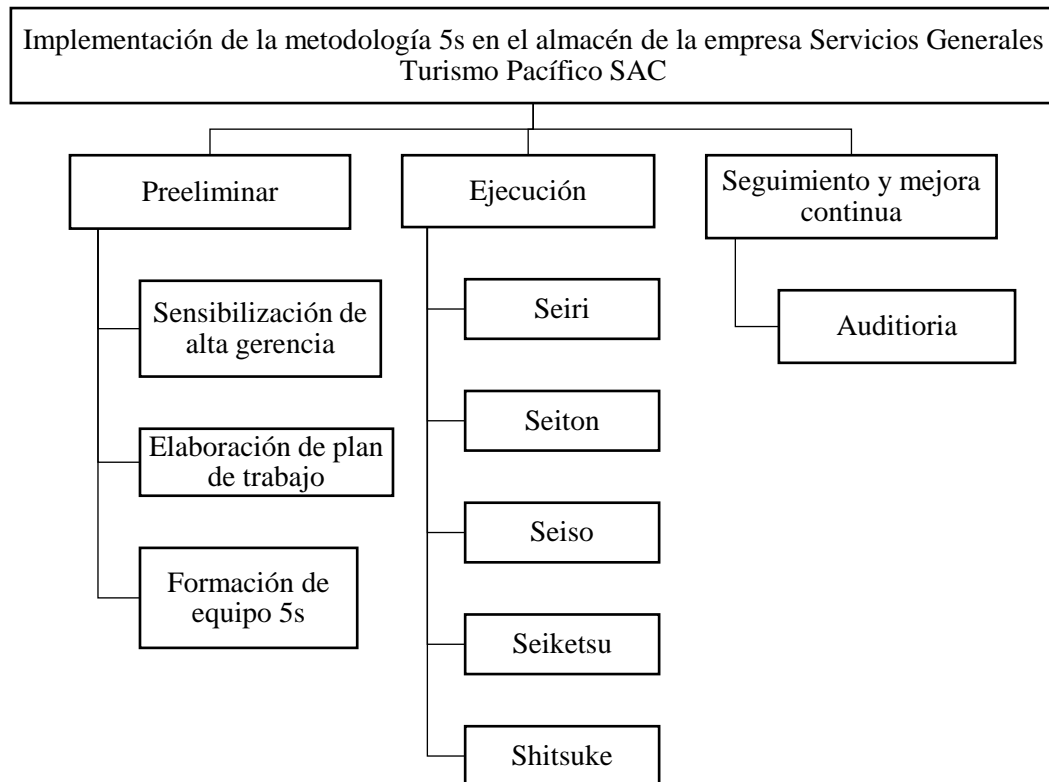 Implementación de la metodología 5s en el almacén de la empresa Servicios Generales
Turismo Pacífico SAC
Preeliminar
Sensibilización de
alta gerencia
Elaboración de plan
de trabajo
Formación de
equipo 5s
Ejecución
Seiri
Seiton
Seiso
Seiketsu
Shitsuke
Seguimiento y mejora
continua
Auditioria